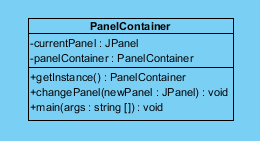 PanelContainer
-currentPanel : JPanel
-panelContainer : PanelContainer
+getInstance() : PanelContainer
+changePanel(newPanel : JPanel) : void
+main(args : string []) : void